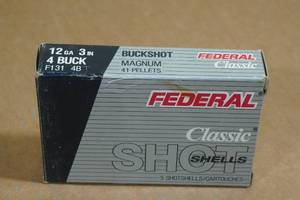 12 GA 3 IN
4 BUCK
F131 4B
BUCKSHOT
MAGNUM
41 PELLETS
FEDERAL
Classic
FEDERAL
Classic
SHOT
SHELLS
5 SHOTSHELLS/CARTOUCHES